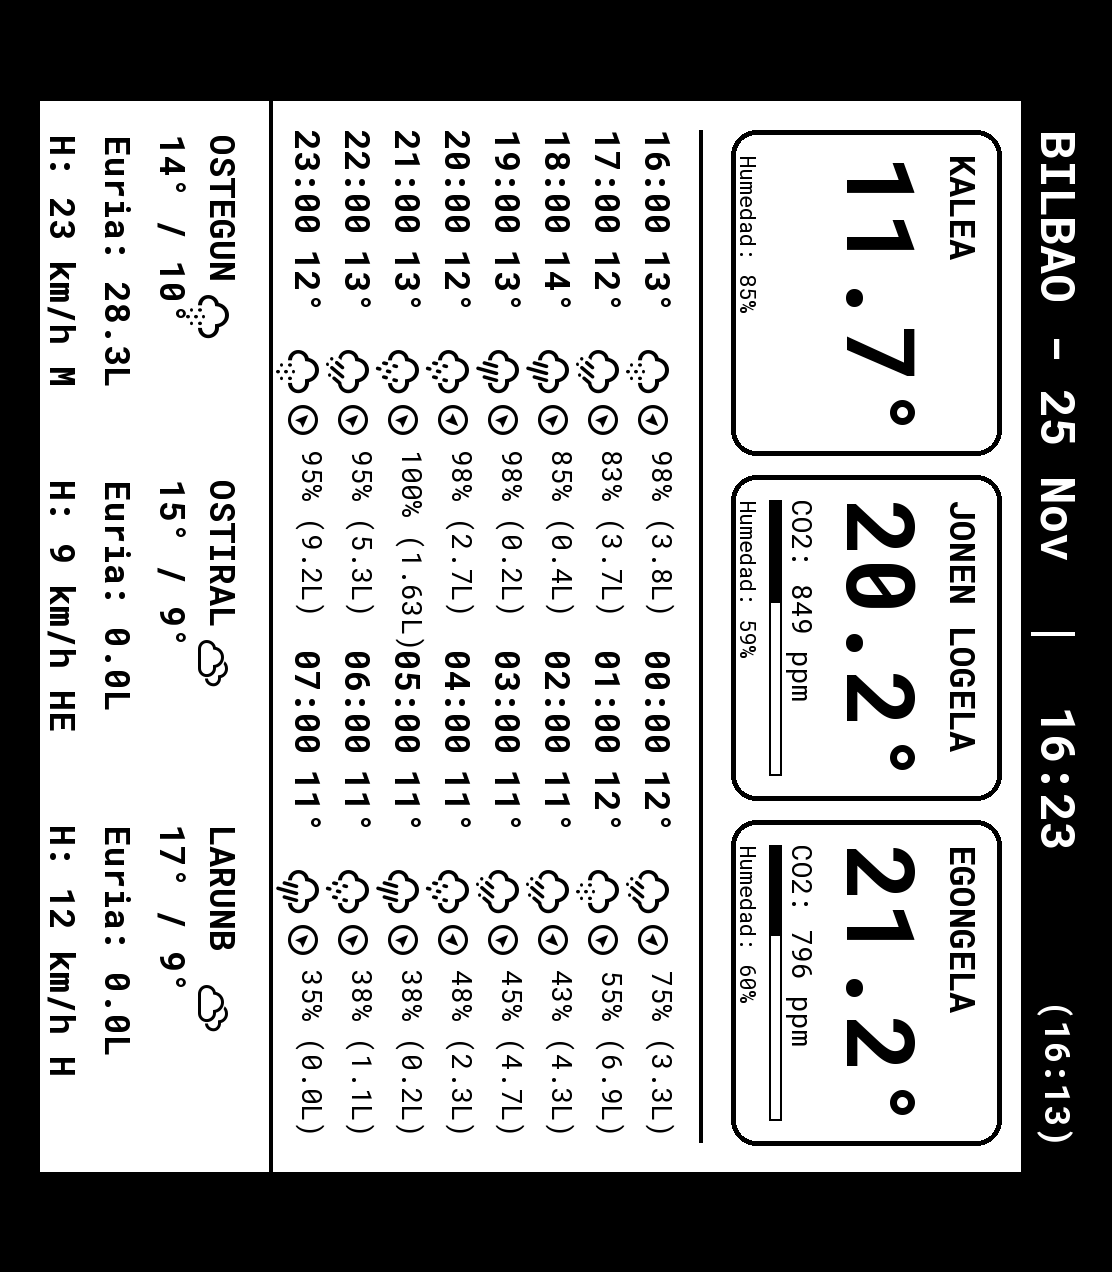 BILBAO - 25 Nov | 16:23 (16:13)
KALEA
11.7°
Humedad: 85%
JONEN LOGELA
20.2°
CO2: 849 ppm
Humedad: 59%
EGONGELA
21.2°
CO2: 796 ppm
Humedad: 60%
16:00 13° 98% (3.8L)
17:00 12° 83% (3.7L)
18:00 14° 85% (0.4L)
19:00 13° 98% (0.2L)
20:00 12° 98% (2.7L)
21:00 13° 100% (1.63L)
22:00 13° 95% (5.3L)
23:00 12° 95% (9.2L)
00:00 12° 75% (3.3L)
01:00 12° 55% (6.9L)
02:00 11° 43% (4.3L)
03:00 11° 45% (4.7L)
04:00 11° 48% (2.3L)
05:00 11° 38% (0.2L)
06:00 11° 38% (1.1L)
07:00 11° 35% (0.0L)
OSTEGUN
14° / 10°
Euria: 28.3L
H: 23 km/h M
OSTIRAL
15° / 9°
Euria: 0.0L
H: 9 km/h HE
LARUNB
17° / 9°
Euria: 0.0L
H: 12 km/h H